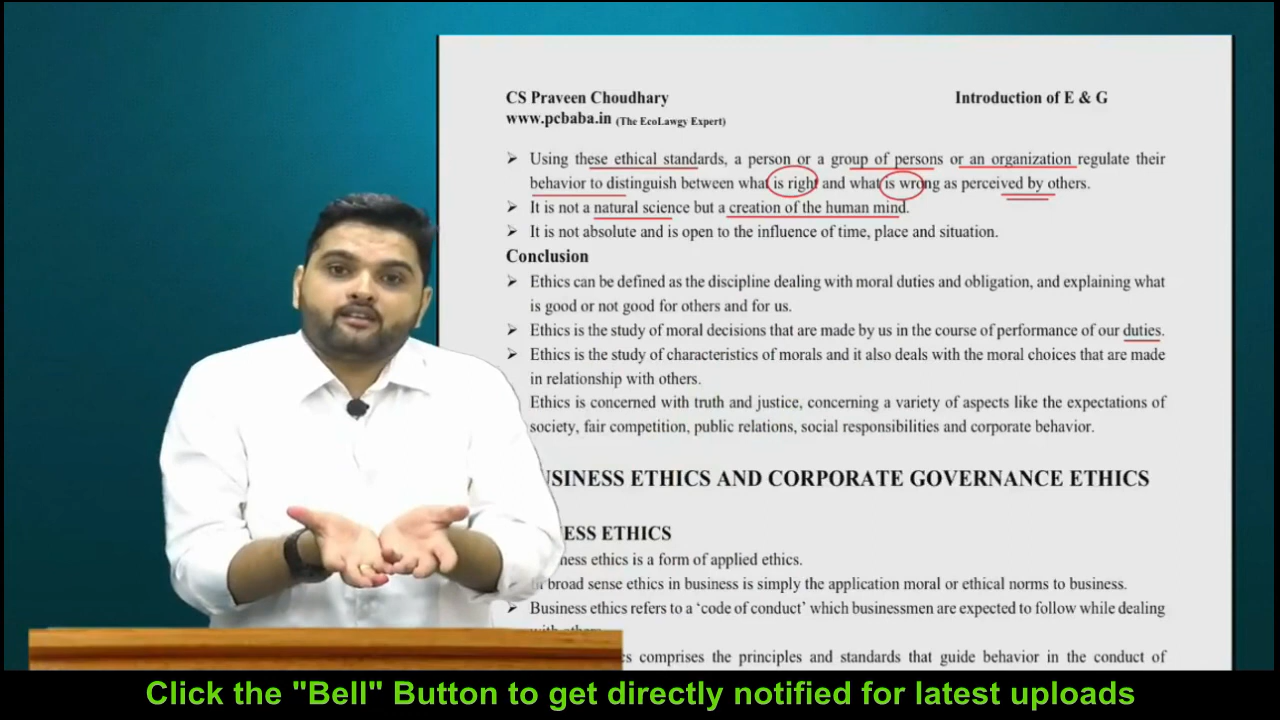 CS Praveen Choudhary
Introduction of E & G
www.pcbaba.in (The EcoLawgy Expert)
➢ Using these ethical standards, a person or a group of persons or an organization regulate their
behavior to distinguish between what is right and what is wrong as perceived by others.
➢ It is not a natural science but a creation of the human mind.
➢ It is not absolute and is open to the influence of time, place and situation.
Conclusion
➢ Ethics can be defined as the discipline dealing with moral duties and obligation, and explaining what
is good or not good for others and for us.
➢ Ethics is the study of moral decisions that are made by us in the course of performance of our duties.
➢ Ethics is the study of characteristics of morals and it also deals with the moral choices that are made
in relationship with others.
Ethics is concerned with truth and justice, concerning a variety of aspects like the expectations of
society, fair competition, public relations, social responsibilities and corporate behavior.
ETHICS AND CORPORATE GOVERNANCE ETHICS
ETHICS
ethics is a form of applied ethics.
In broad sense ethics in business is simply the application moral or ethical norms to business.
➢ Business ethics refers to a ‘code of conduct’ which businessmen are expected to follow while dealing
with others.
comprises the principles and standards that guide behavior in the conduct of
Click the "Bell" Button to get directly notified for latest uploads